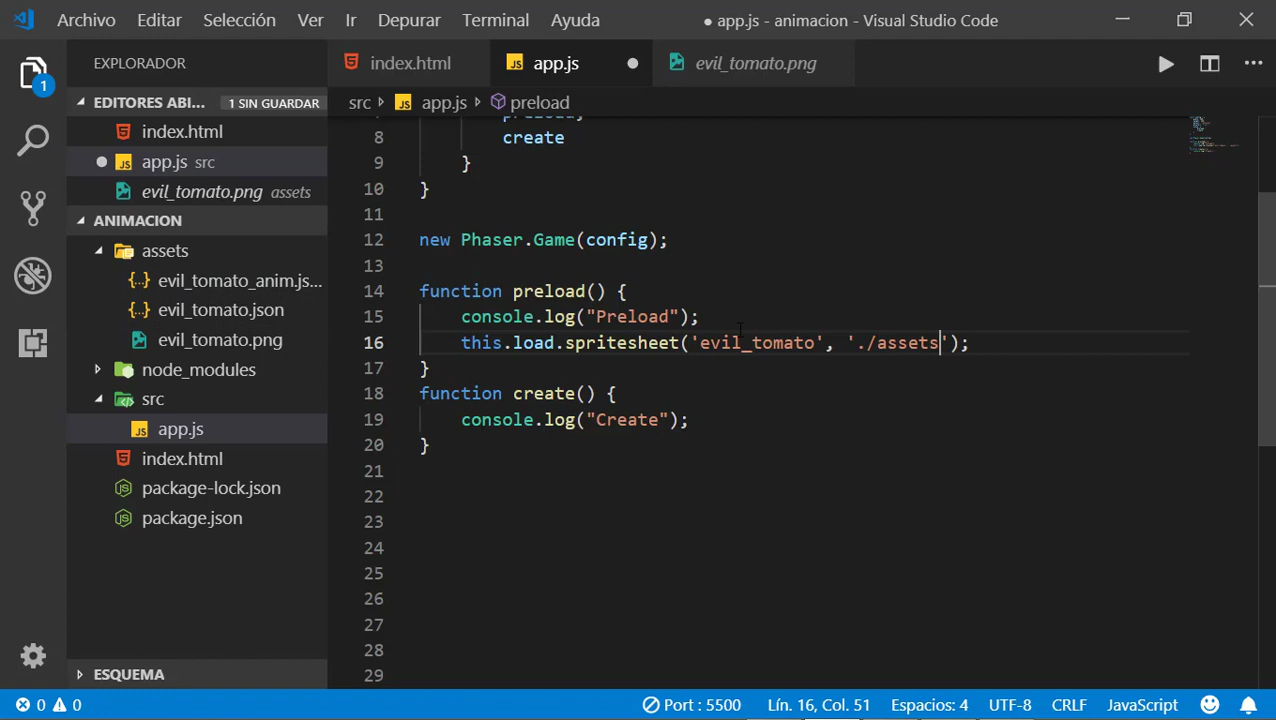 Archivo Editar Selección Ver Ir Depurar Terminal Ayuda ● app.js - animacion - Visual Studio Code
EXPLORADOR
index.html app.js ● evil_tomato.png
1
EDITORES ABI... 1 SIN GUARDAR
src app.js preload
index.html
● app.js src
evil_tomato.png assets
ANIMACION
assets
evil_tomato_anim.js...
evil_tomato.json
evil_tomato.png
node_modules
src
app.js
index.html
package-lock.json
package.json
ESQUEMA
8 create
9 }
10 }
11
12 new Phaser.Game(config);
13
14 function preload() {
15 console.log("Preload");
16 this.load.spritesheet('evil_tomato', './assets');
17 }
18 function create() {
19 console.log("Create");
20 }
21
22
23
24
25
26
27
28
29
0 0 Port : 5500 Lín. 16, Col. 51 Espacios: 4 UTF-8 CRLF JavaScript